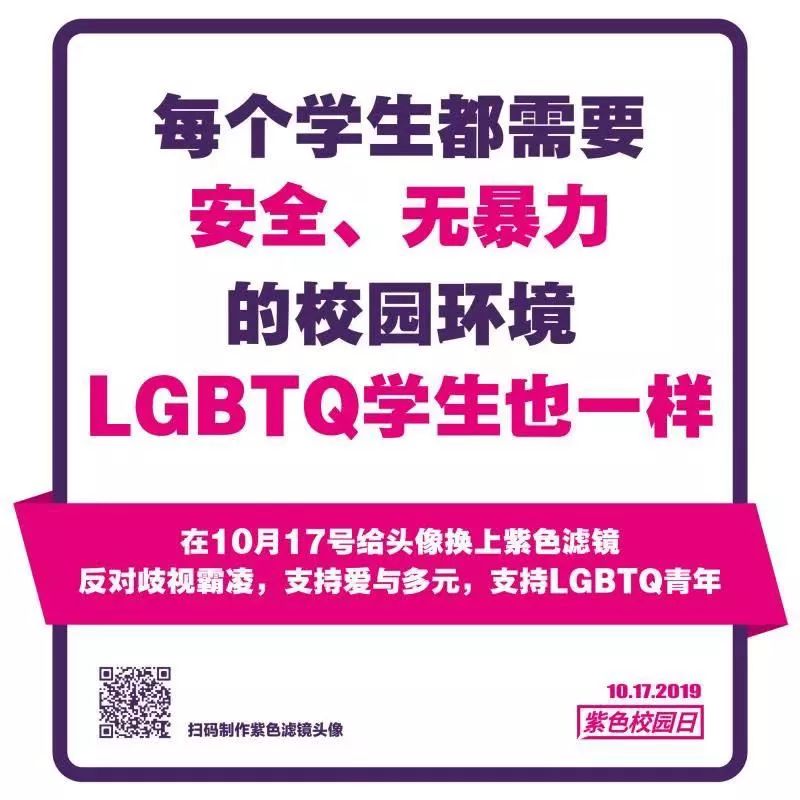 每个学生都需要
安全、无暴力
的校园环境
LGBTQ学生也一样
在10月17号给头像换上紫色滤镜
反对歧视霸凌，支持爱与多元，支持LGBTQ青年
扫码制作紫色滤镜头像
10.17.2019
紫色校园日